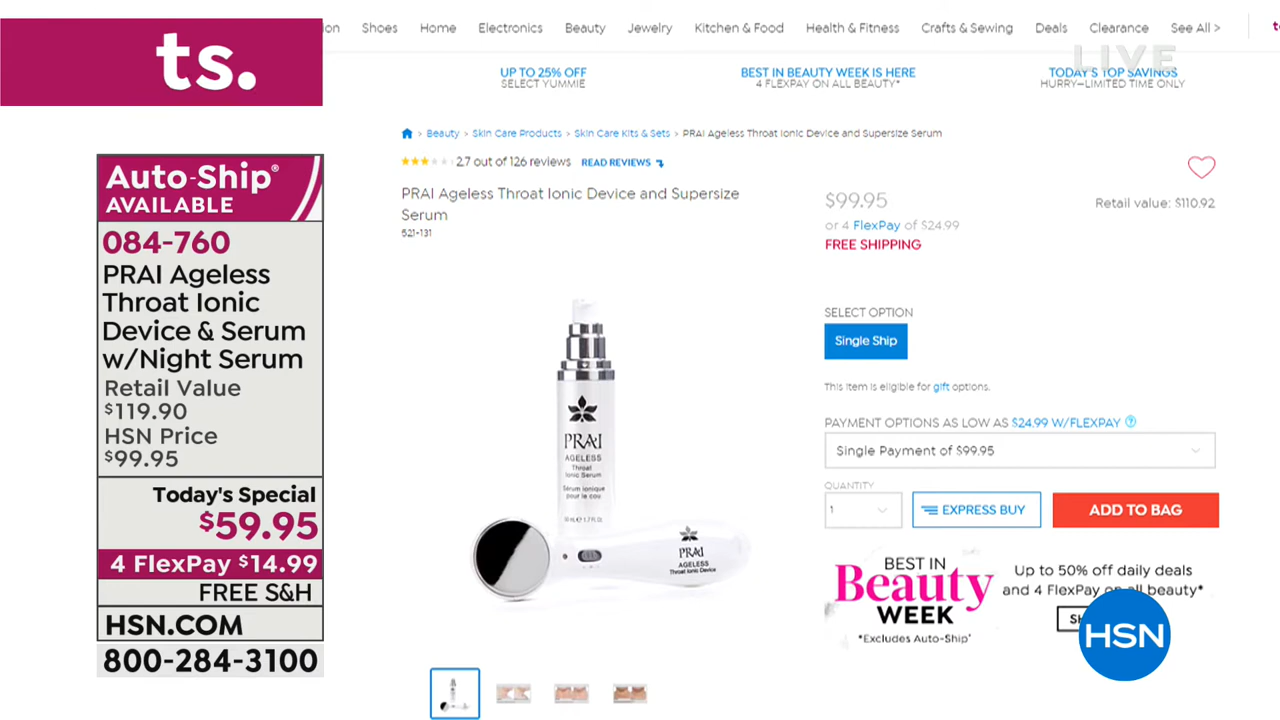 ts.
Auto-Ship®
AVAILABLE
084-760
PRAI Ageless
Throat Ionic
Device & Serum
w/Night Serum
Retail Value
$119.90
HSN Price
$99.95
Today's Special
$59.95
4 FlexPay $14.99
FREE S&H
HSN.COM
800-284-3100
Shoes Home Electronics Beauty Jewelry Kitchen & Food Health & Fitness Crafts & Sewing Deals Clearance See All >
LIVE
UP TO 25% OFF
SELECT YUMMIE
BEST IN BEAUTY WEEK IS HERE
4 FLEXPAY ON ALL BEAUTY*
TODAY'S TOP SAVINGS
HURRY—LIMITED TIME ONLY
> Beauty > Skin Care Products > Skin Care Kits & Sets > PRAI Ageless Throat Ionic Device and Supersize Serum
2.7 out of 126 reviews READ REVIEWS
PRAI Ageless Throat Ionic Device and Supersize
Serum
521-131
$99.95
Retail value: $110.92
or 4 FlexPay of $24.99
FREE SHIPPING
SELECT OPTION
Single Ship
This item is eligible for gift options.
PAYMENT OPTIONS AS LOW AS $24.99 W/FLEXPAY ?
Single Payment of $99.95
QUANTITY
1
EXPRESS BUY
ADD TO BAG
PRAI
AGELESS
Throat
Ionic Serum
Sérum ionique
pour le cou
50 mL e 1.7 fl. oz.
PRAI
AGELESS
Throat Ionic Device
BEST IN
Beauty
WEEK
*Excludes Auto-Ship®
Up to 50% off daily deals
and 4 FlexPay on all beauty*
HSN